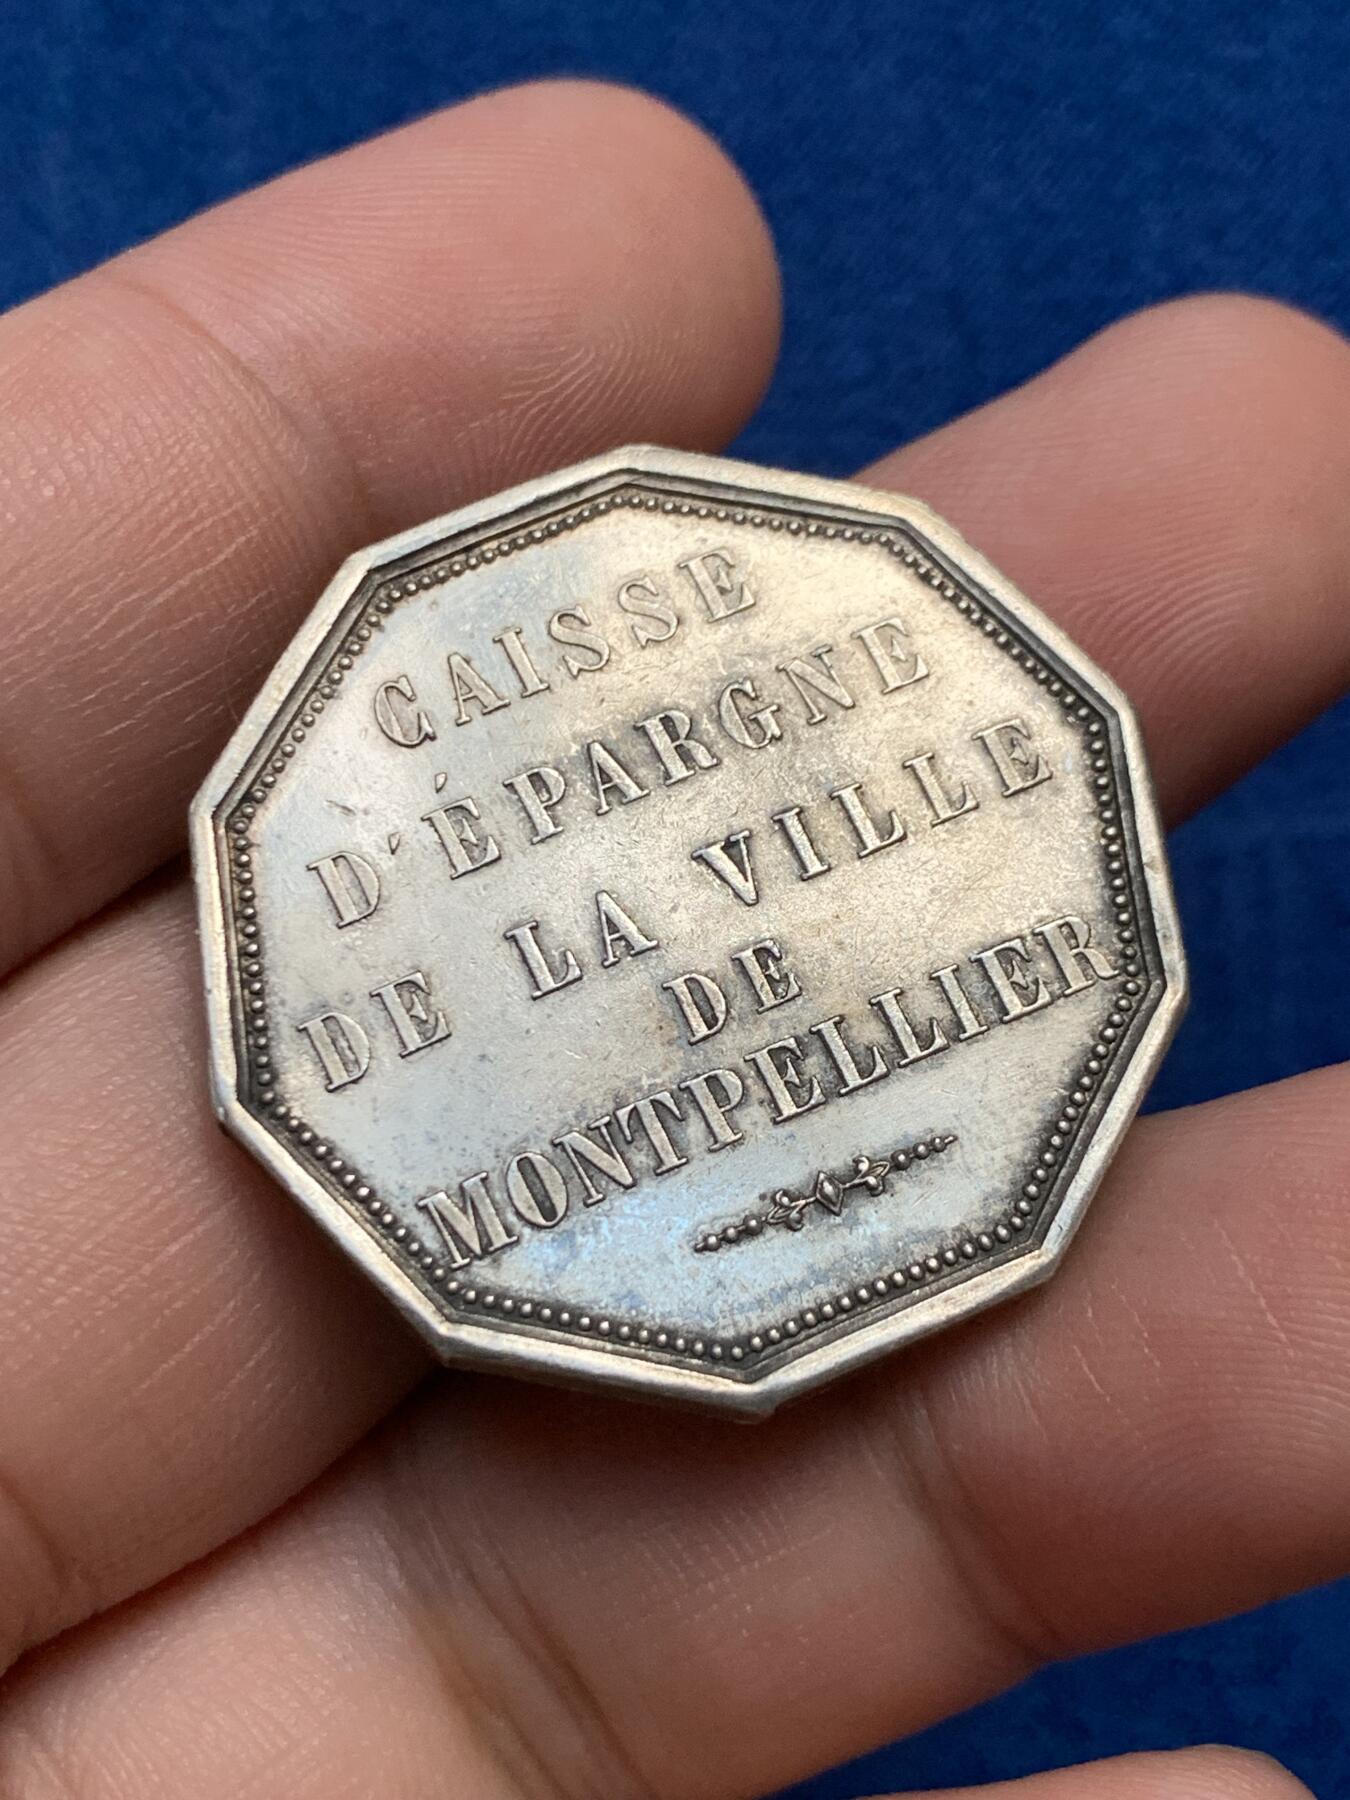 CAISSE
D'ÉPARGNE
DE LA VILLE
DE
MONTPELLIER